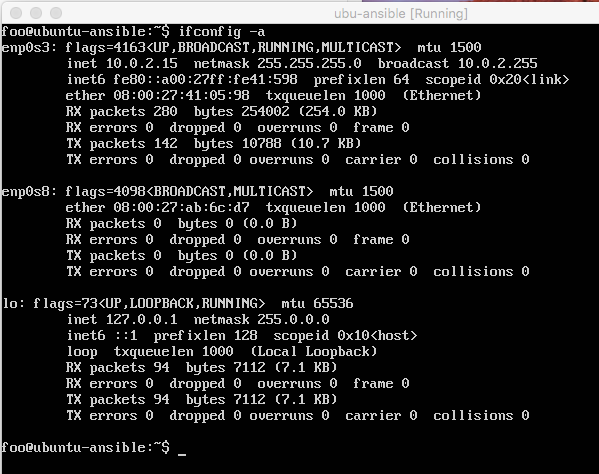 ubu-ansible [Running]
foo@ubuntu-ansible:~$ ifconfig -a
enp0s3: flags=4163<UP,BROADCAST,RUNNING,MULTICAST>  mtu 1500
        inet 10.0.2.15  netmask 255.255.255.0  broadcast 10.0.2.255
        inet6 fe80::a00:27ff:fe41:598  prefixlen 64  scopeid 0x20<link>
        ether 08:00:27:41:05:98  txqueuelen 1000  (Ethernet)
        RX packets 280  bytes 254002 (254.0 KB)
        RX errors 0  dropped 0  overruns 0  frame 0
        TX packets 142  bytes 10788 (10.7 KB)
        TX errors 0  dropped 0 overruns 0  carrier 0  collisions 0
enp0s8: flags=4098<BROADCAST,MULTICAST>  mtu 1500
        ether 08:00:27:ab:6c:d7  txqueuelen 1000  (Ethernet)
        RX packets 0  bytes 0 (0.0 B)
        RX errors 0  dropped 0  overruns 0  frame 0
        TX packets 0  bytes 0 (0.0 B)
        TX errors 0  dropped 0 overruns 0  carrier 0  collisions 0
lo: flags=73<UP,LOOPBACK,RUNNING>  mtu 65536
        inet 127.0.0.1  netmask 255.0.0.0
        inet6 ::1  prefixlen 128  scopeid 0x10<host>
        loop  txqueuelen 1000  (Local Loopback)
        RX packets 94  bytes 7112 (7.1 KB)
        RX errors 0  dropped 0  overruns 0  frame 0
        TX packets 94  bytes 7112 (7.1 KB)
        TX errors 0  dropped 0 overruns 0  carrier 0  collisions 0
foo@ubuntu-ansible:~$ _